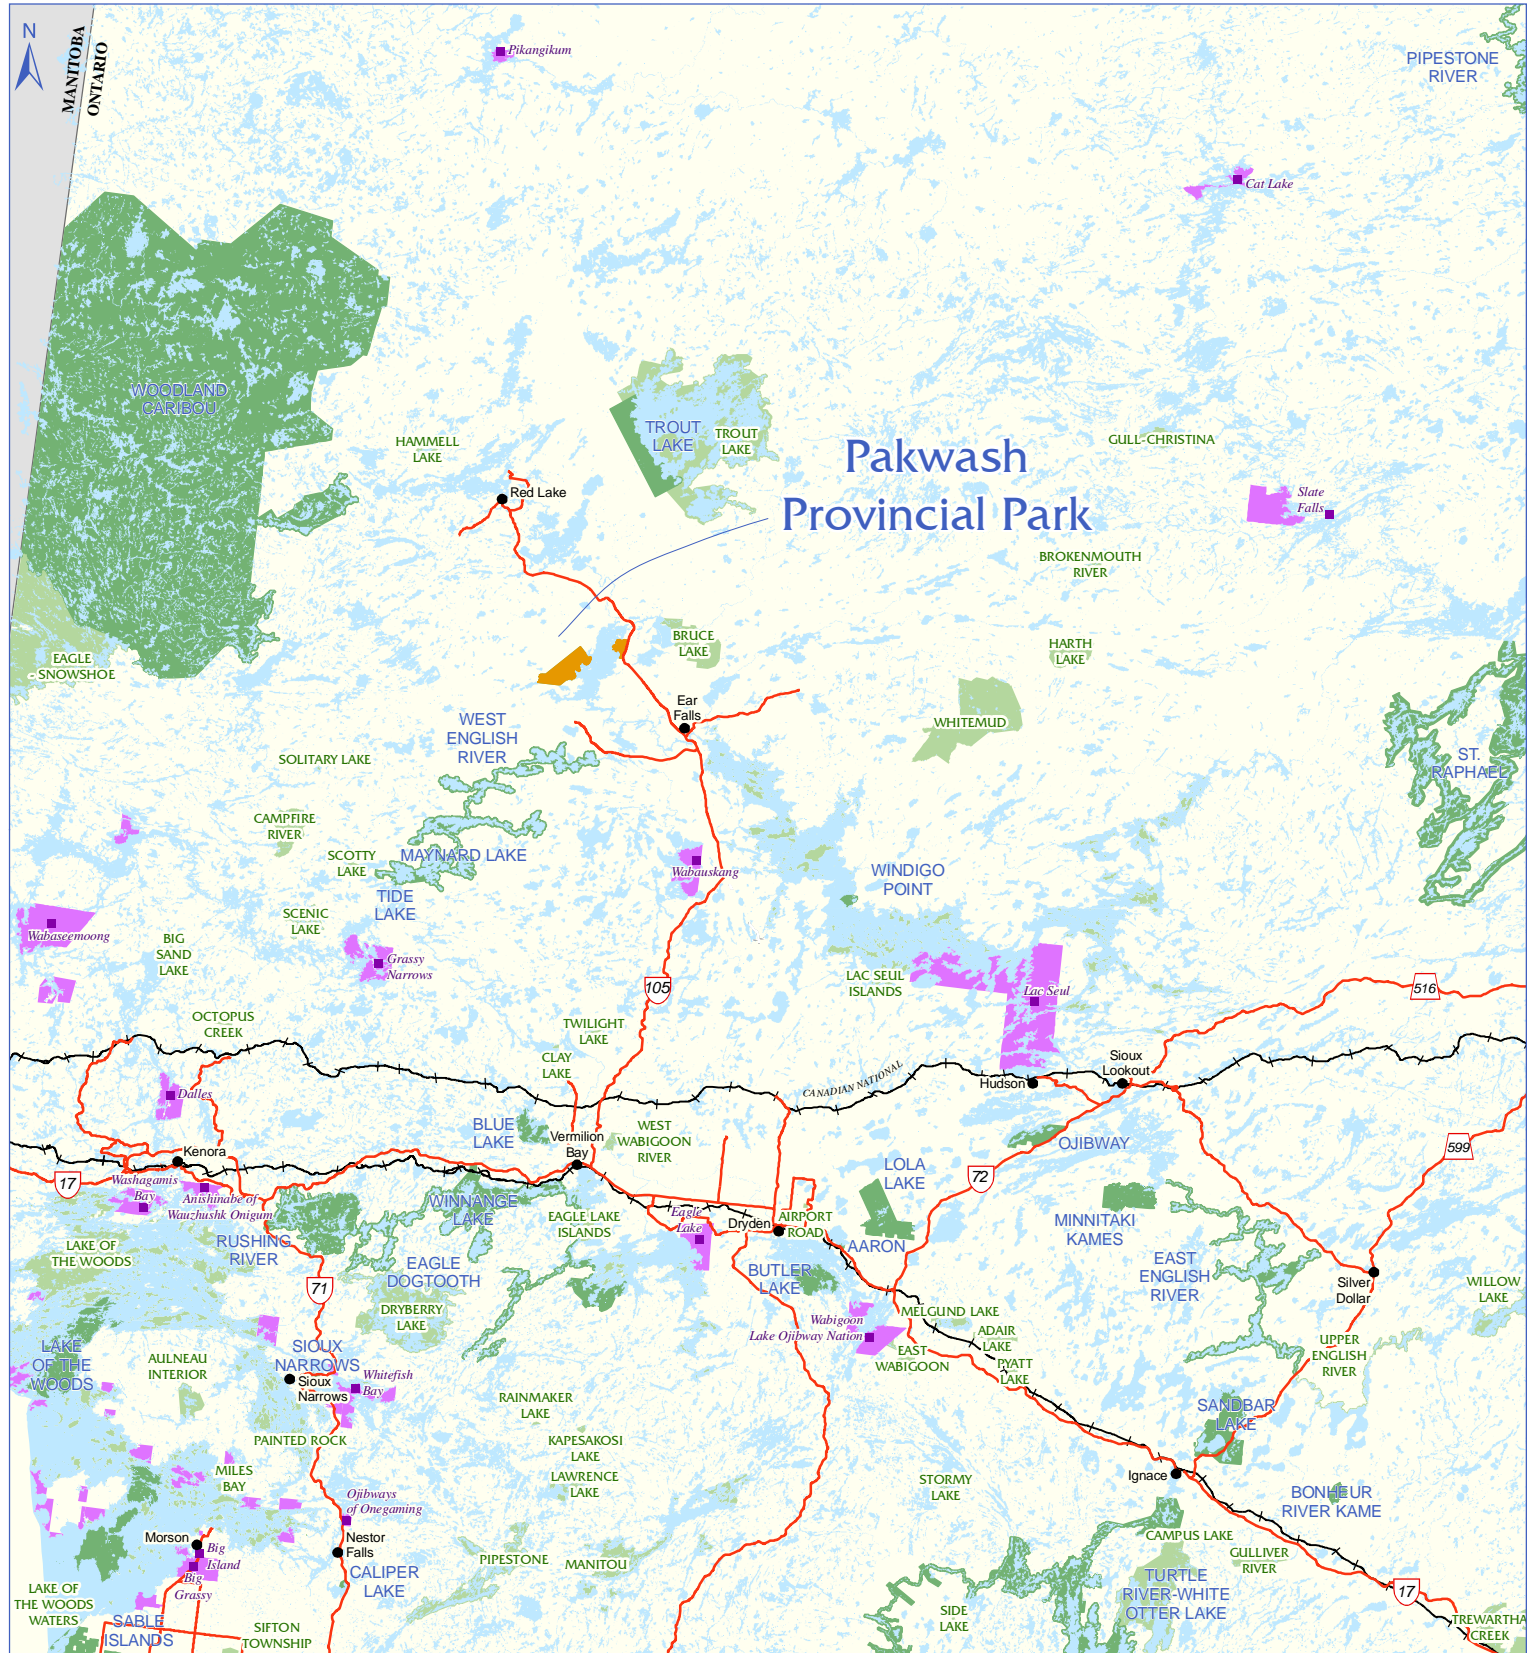 N
MANITOBA
ONTARIO
Pikangikum
PIPESTONE
RIVER
Cat Lake
WOODLAND
CARIBOU
HAMMELL
LAKE
TROUT
LAKE
TROUT
LAKE
GULL-CHRISTINA
Pakwash
Provincial Park
Red Lake
Slate
Falls
BROKENMOUTH
RIVER
EAGLE
- SNOWSHOE
BRUCE
LAKE
HARTH
LAKE
Ear
Falls
WHITEMUD
WEST
ENGLISH
RIVER
SOLITARY LAKE
ST.
RAPHAEL
CAMPFIRE
RIVER
SCOTTY
LAKE
MAYNARD LAKE
TIDE
LAKE
Wabauskang
WINDIGO
POINT
SCENIC
LAKE
Wabaseemoong
BIG
SAND
LAKE
Grassy
Narrows
LAC SEUL
ISLANDS
Lac Seul
105
516
OCTOPUS
CREEK
TWILIGHT
LAKE
CLAY
LAKE
CANADIAN NATIONAL
Sioux
Lookout
Hudson
Dalles
BLUE
LAKE
Vermilion
Bay
WEST
WABIGOON
RIVER
OJIBWAY
599
Kenora
17
Washagamis
Bay
Anishnabe of
Wauzhushk Onigum
LOLA
LAKE
72
WINNANGE
LAKE
EAGLE LAKE
ISLANDS
Eagle
Lake
Dryden
AIRPORT
ROAD
MINNITAKI
KAMES
LAKE OF
THE WOODS
RUSHING
RIVER
AARON
EAGLE
DOGTOOTH
BUTLER
LAKE
EAST
ENGLISH
RIVER
Silver
Dollar
WILLOW
LAKE
71
DRYBERRY
LAKE
Wabigoon
Lake Ojibway Nation
MELGUND LAKE
ADAIR
LAKE
EAST
WABIGOON
PYATT
LAKE
UPPER
ENGLISH
RIVER
LAKE
OF THE
WOODS
AULNEAU
INTERIOR
SIOUX
NARROWS
Sioux
Narrows
Whitefish
Bay
RAINMAKER
LAKE
SANDBAR
LAKE
PAINTED ROCK
KAPESAKOSI
LAKE
LAWRENCE
LAKE
MILES
BAY
Ignace
STORMY
LAKE
BONHEUR
RIVER KAME
Ojibways
of Onegaming
Morson
Big
Island
Big
Grassy
Nestor
Falls
CALIPER
LAKE
PIPESTONE
MANITOU
CAMPUS LAKE
GULLIVER
RIVER
TURTLE
RIVER-WHITE
OTTER LAKE
17
LAKE OF
THE WOODS
WATERS
SABLE
ISLANDS
SIFTON
TOWNSHIP
SIDE
LAKE
TREWARTHA
CREEK